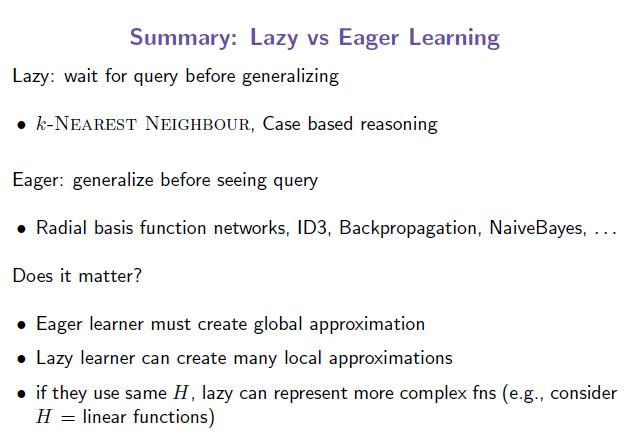 Summary: Lazy vs Eager Learning
Lazy: wait for query before generalizing
• k-NEAREST NEIGHBOUR, Case based reasoning
Eager: generalize before seeing query
• Radial basis function networks, ID3, Backpropagation, NaiveBayes, ...
Does it matter?
• Eager learner must create global approximation
• Lazy learner can create many local approximations
• if they use same H, lazy can represent more complex fns (e.g., consider
H = linear functions)